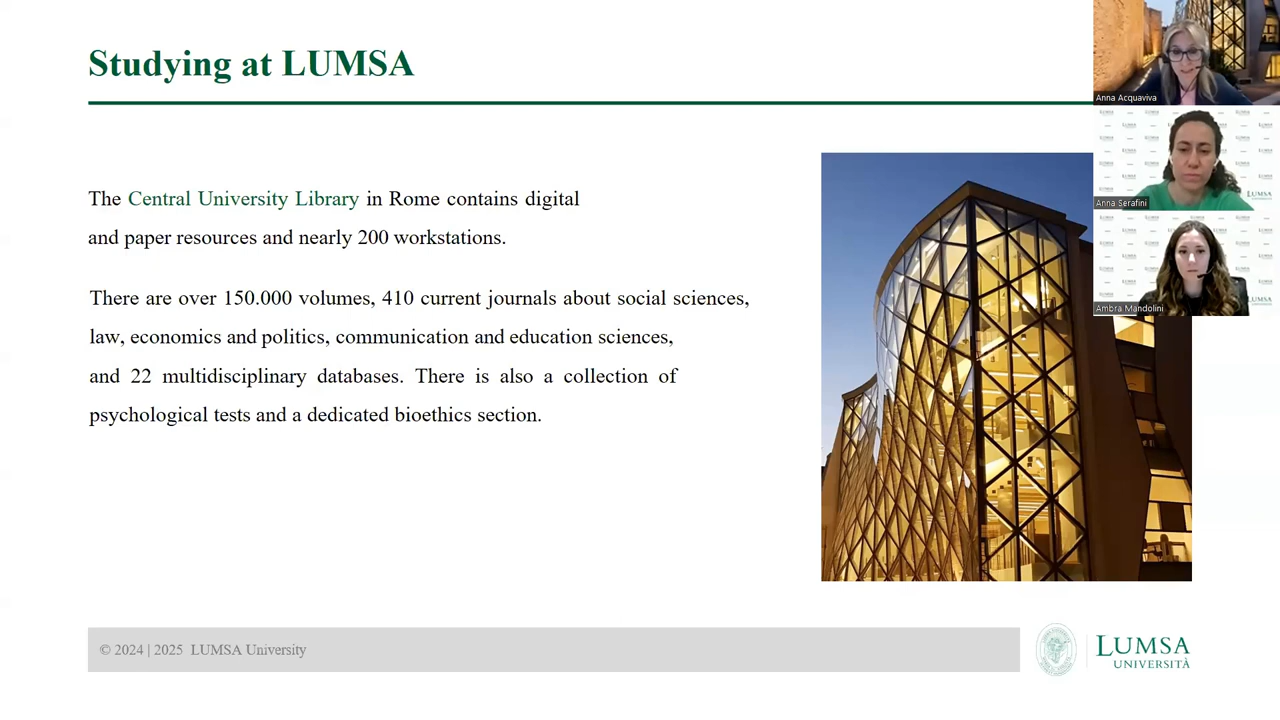 Studying at LUMSA
The Central University Library in Rome contains digital
and paper resources and nearly 200 workstations.
There are over 150.000 volumes, 410 current journals about social sciences,
law, economics and politics, communication and education sciences,
and 22 multidisciplinary databases. There is also a collection of
psychological tests and a dedicated bioethics section.
Anna Acquaviva
Anna Serafini
LUMSA
Ambra Mandolini
LUMSA
© 2024 | 2025 LUMSA University
LUMSA
UNIVERSITÀ